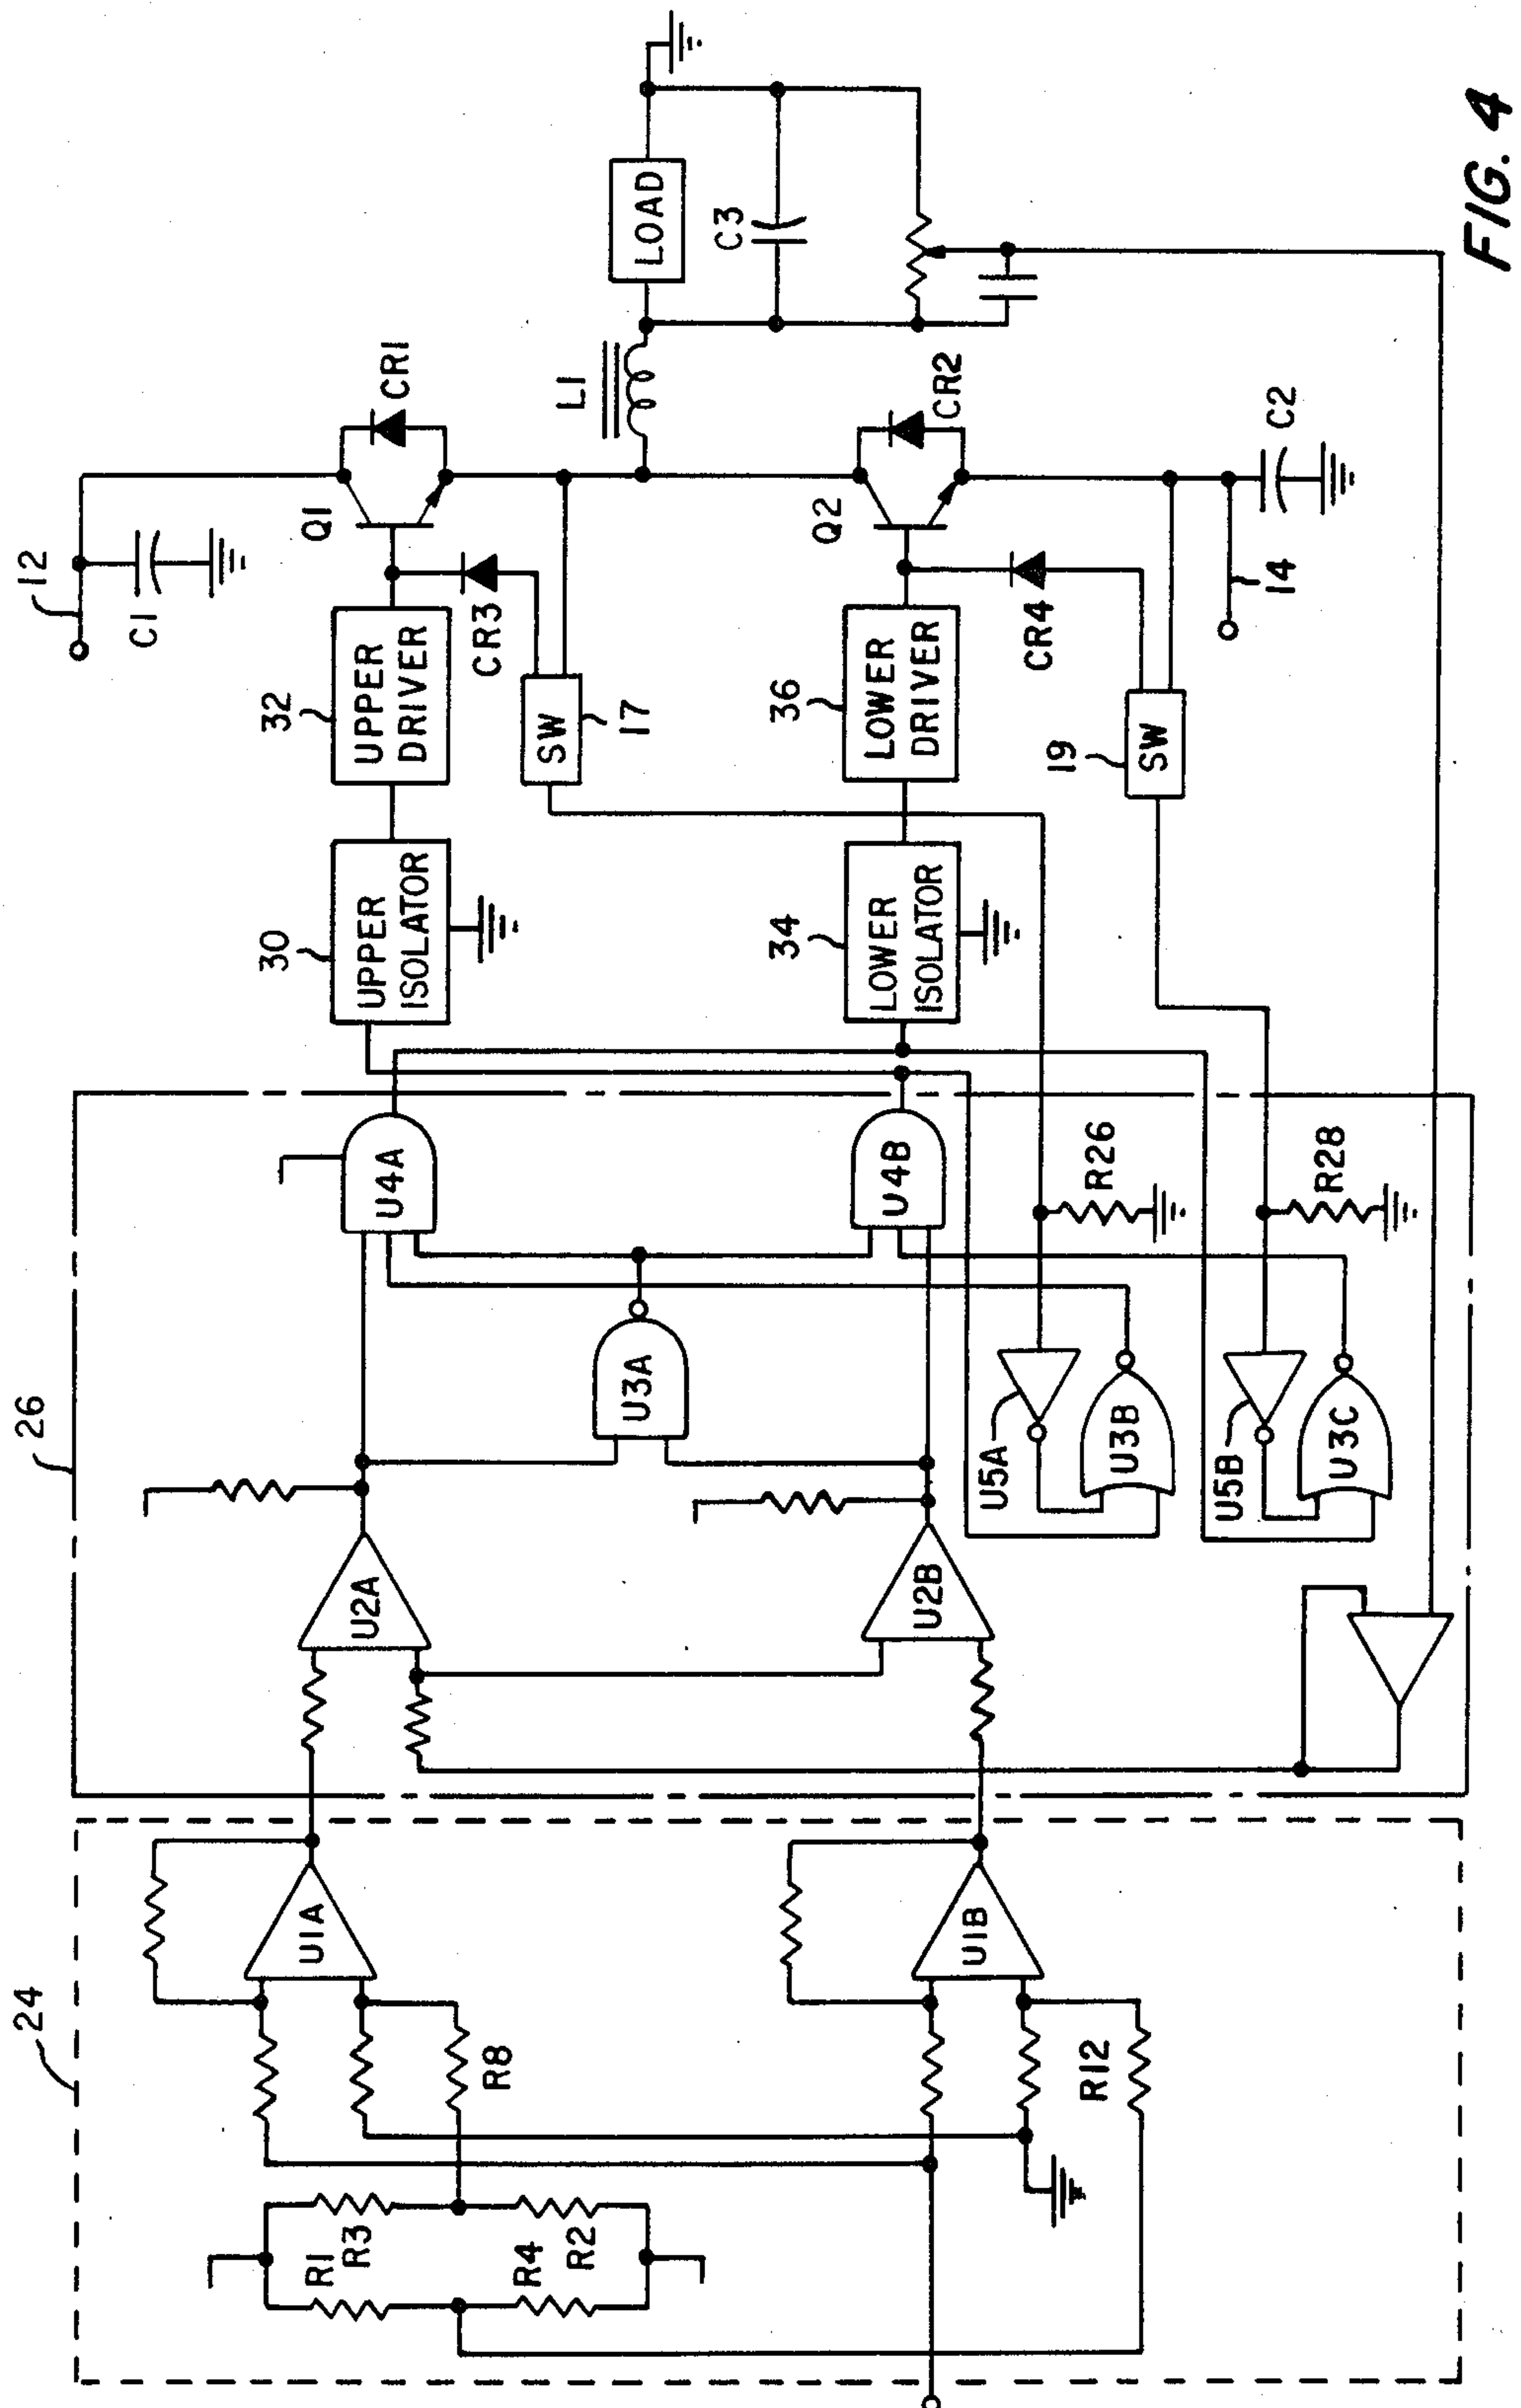 12
C1
Q1
CR1
32
UPPER
DRIVER
CR3
SW
17
30
UPPER
ISOLATOR
L1
LOAD
C3
Q2
CR2
36
LOWER
DRIVER
CR4
14
C2
19
SW
34
LOWER
ISOLATOR
26
U4A
U4B
R26
R28
U3A
U5A
U3B
U5B
U3C
U2A
U2B
24
U1A
U1B
R8
R12
R3
R1
R2
R4
FIG. 4